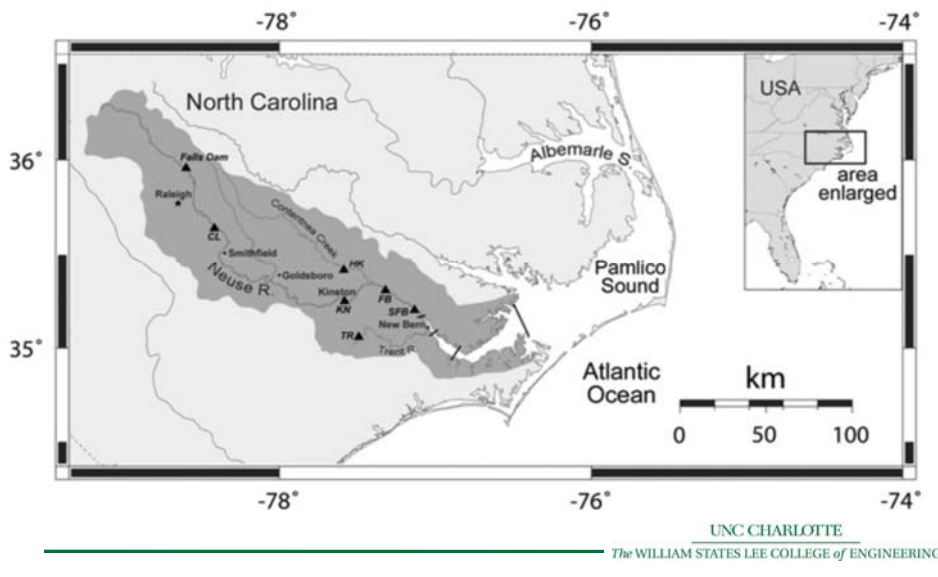 -78°
-76°
-74°
36°
35°
North Carolina
Albemarle S.
Falls Dam
Raleigh
CL
Smithfield
Contentnea Creek
Neuse R.
Goldsboro
HK
Kinston
KN
FB
SFB
New Bern
TR
Trent R.
Pamlico
Sound
Atlantic
Ocean
USA
area
enlarged
km
0 50 100
-78°
-76°
-74°
UNC CHARLOTTE
The WILLIAM STATES LEE COLLEGE of ENGINEERING